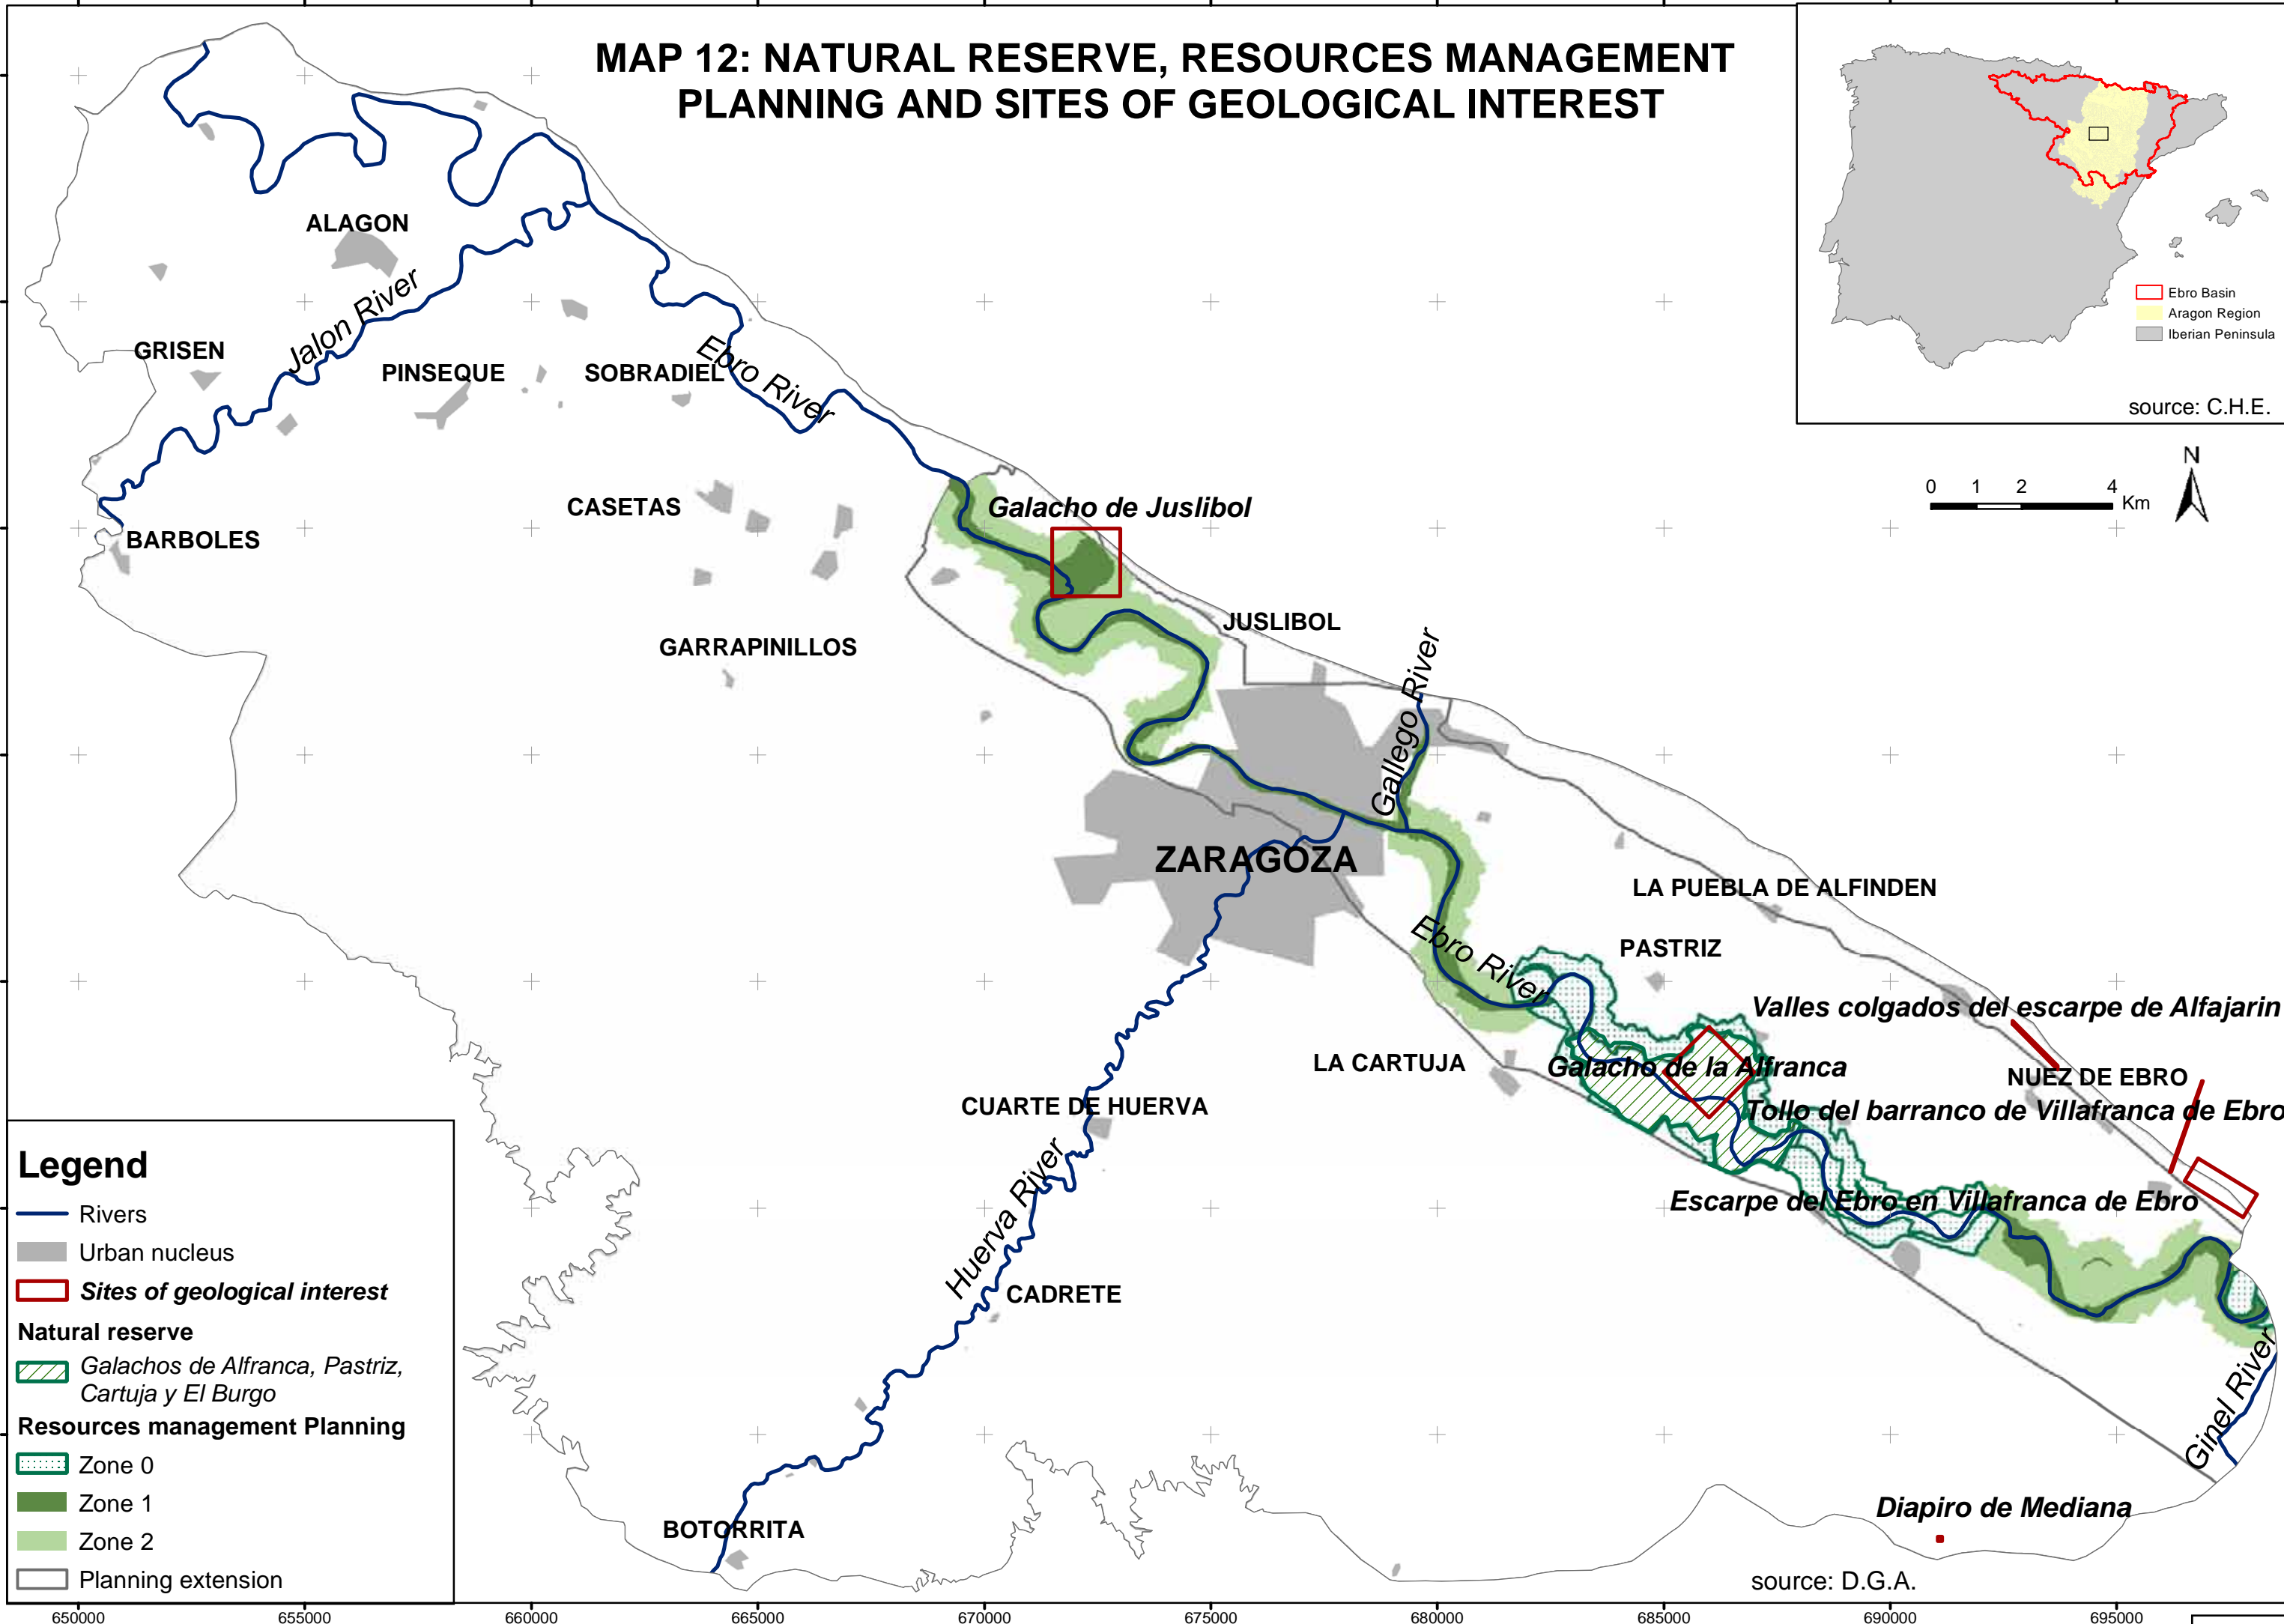 MAP 12: NATURAL RESERVE, RESOURCES MANAGEMENT
PLANNING AND SITES OF GEOLOGICAL INTEREST
Ebro Basin
Aragon Region
Iberian Peninsula
source: C.H.E.
N
0 1 2 4 Km
ALAGON
Jalon River
GRISEN
PINSEQUE
SOBRADIEL
Ebro River
CASETAS
BARBOLES
Galacho de Juslibol
JUSLIBOL
GARRAPINILLOS
Gallego River
ZARAGOZA
LA PUEBLA DE ALFINDEN
Ebro River
PASTRIZ
Valles colgados del escarpe de Alfajarin
LA CARTUJA
Galacho de la Alfranca
NUEZ DE EBRO
CUARTE DE HUERVA
Tollo del barranco de Villafranca de Ebro
Huerva River
Escarpe del Ebro en Villafranca de Ebro
CADRETE
Ginel River
Diapiro de Mediana
BOTORRITA
source: D.G.A.
Legend
Rivers
Urban nucleus
Sites of geological interest
Natural reserve
Galachos de Alfranca, Pastriz,
Cartuja y El Burgo
Resources management Planning
Zone 0
Zone 1
Zone 2
Planning extension
650000 655000 660000 665000 670000 675000 680000 685000 690000 695000